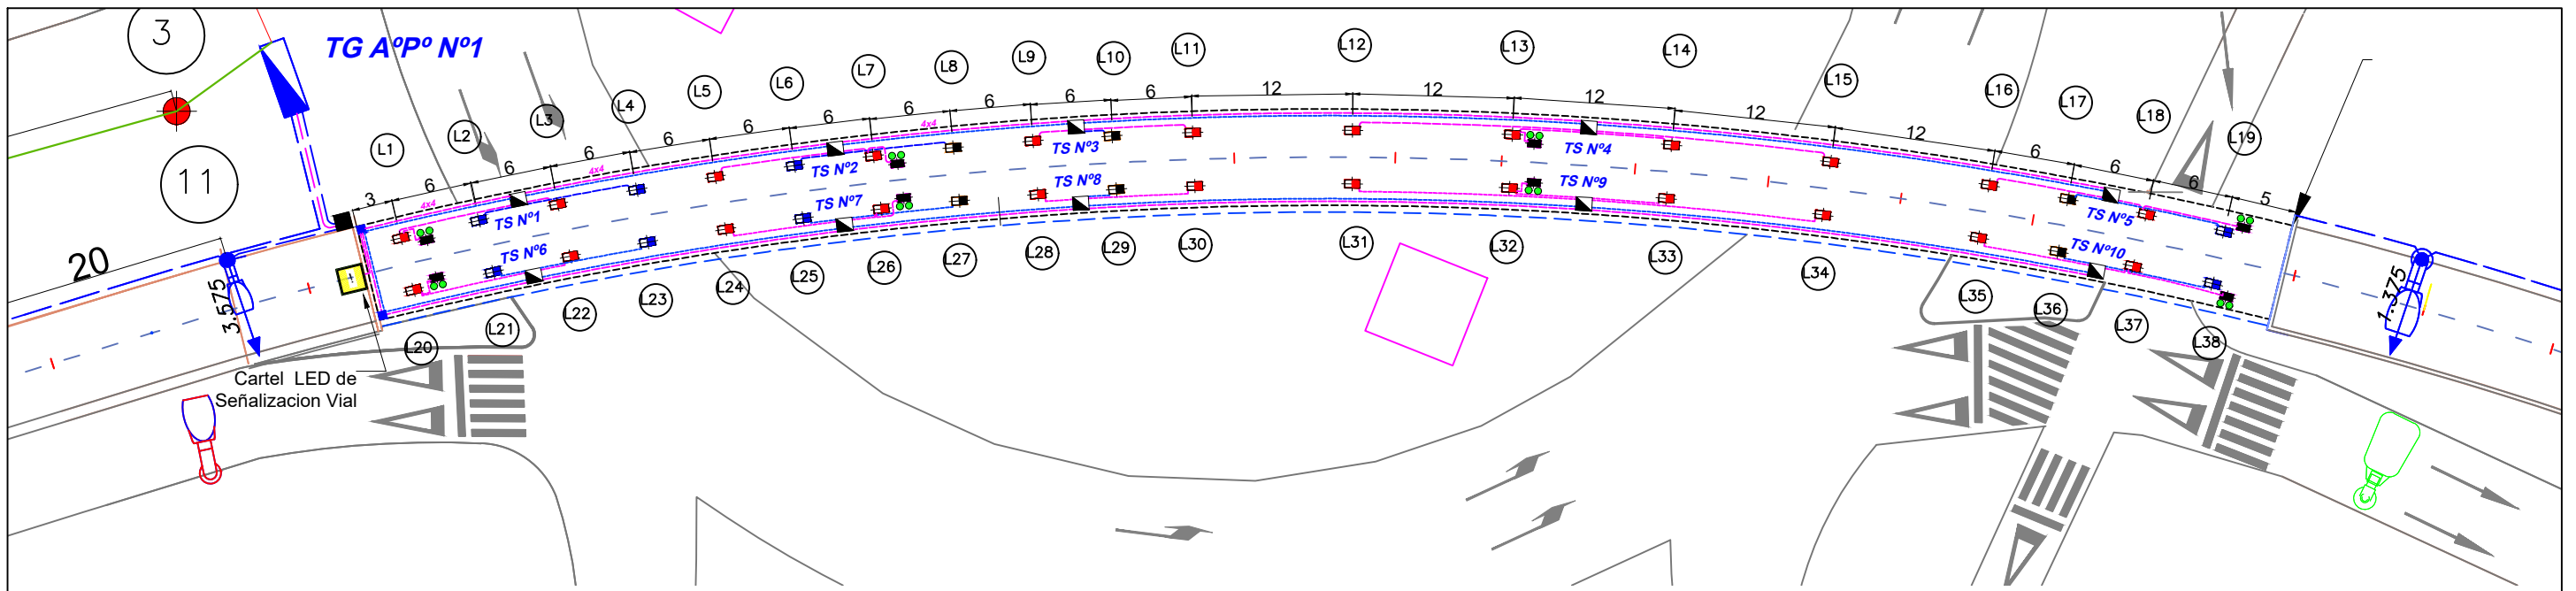 3
TG AºPº Nº1
11
20
3.575
L1
L2
L3
L4
L5
L6
L7
L8
L9
L10
L11
L12
L13
L14
L15
L16
L17
L18
L19
3
6
6
6
6
6
6
6
6
6
6
12
12
12
12
12
6
6
6
5
4x4
4x4
4x4
TS Nº1
TS Nº2
TS Nº3
TS Nº4
TS Nº5
TS Nº6
TS Nº7
TS Nº8
TS Nº9
TS Nº10
L20
L21
L22
L23
L24
L25
L26
L27
L28
L29
L30
L31
L32
L33
L34
L35
L36
L37
L38
1.375
Cartel LED de
Señalizacion Vial